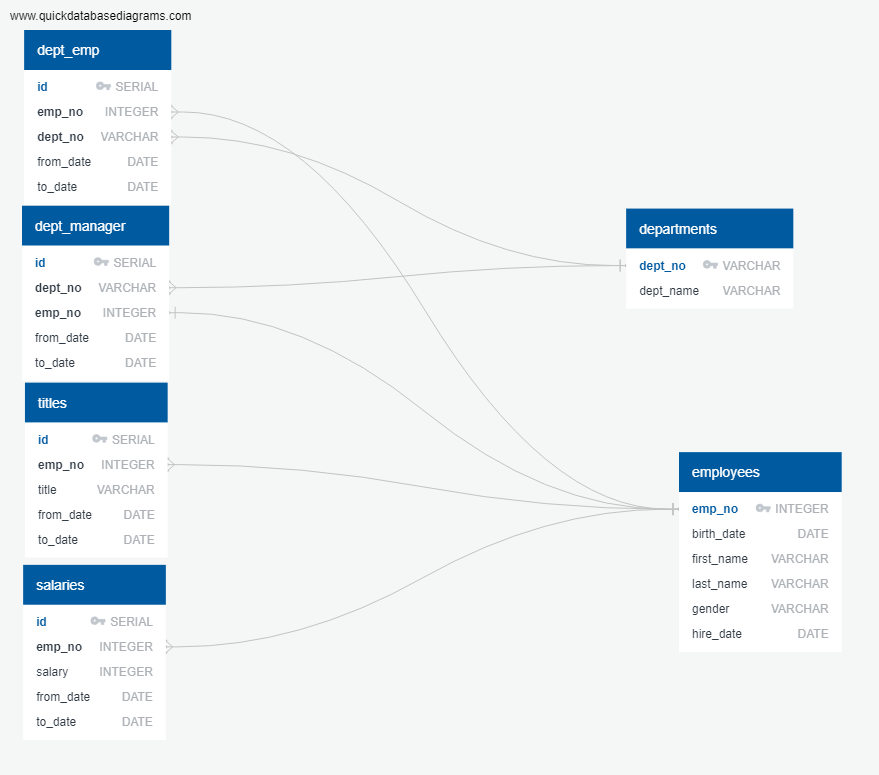 www.quickdatabasediagrams.com
dept_emp
id SERIAL
emp_no INTEGER
dept_no VARCHAR
from_date DATE
to_date DATE
dept_manager
id SERIAL
dept_no VARCHAR
emp_no INTEGER
from_date DATE
to_date DATE
titles
id SERIAL
emp_no INTEGER
title VARCHAR
from_date DATE
to_date DATE
salaries
id SERIAL
emp_no INTEGER
salary INTEGER
from_date DATE
to_date DATE
departments
dept_no VARCHAR
dept_name VARCHAR
employees
emp_no INTEGER
birth_date DATE
first_name VARCHAR
last_name VARCHAR
gender VARCHAR
hire_date DATE